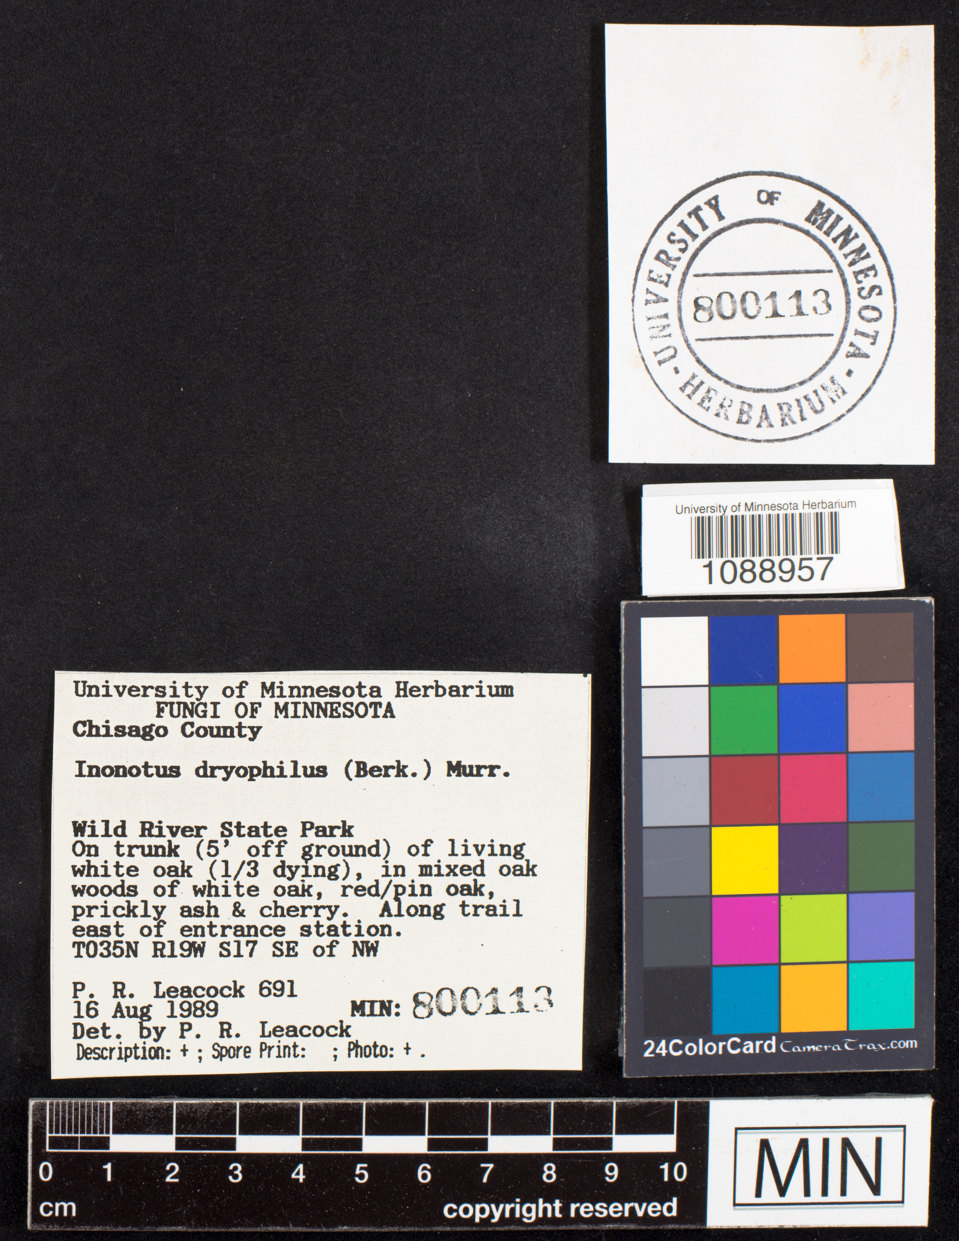 UNIVERSITY OF MINNESOTA
800113
· HERBARIUM ·
University of Minnesota Herbarium
1088957
University of Minnesota Herbarium
FUNGI OF MINNESOTA
Chisago County
Inonotus dryophilus (Berk.) Murr.
Wild River State Park
On trunk (5' off ground) of living
white oak (1/3 dying), in mixed oak
woods of white oak, red/pin oak,
prickly ash & cherry. Along trail
east of entrance station.
T035N R19W S17 SE of NW
P. R. Leacock 691
16 Aug 1989 MIN: 800113
Det. by P. R. Leacock
Description: + ; Spore Print: ; Photo: + .
24ColorCard CameraTrax.com
0 1 2 3 4 5 6 7 8 9 10
cm copyright reserved
MIN